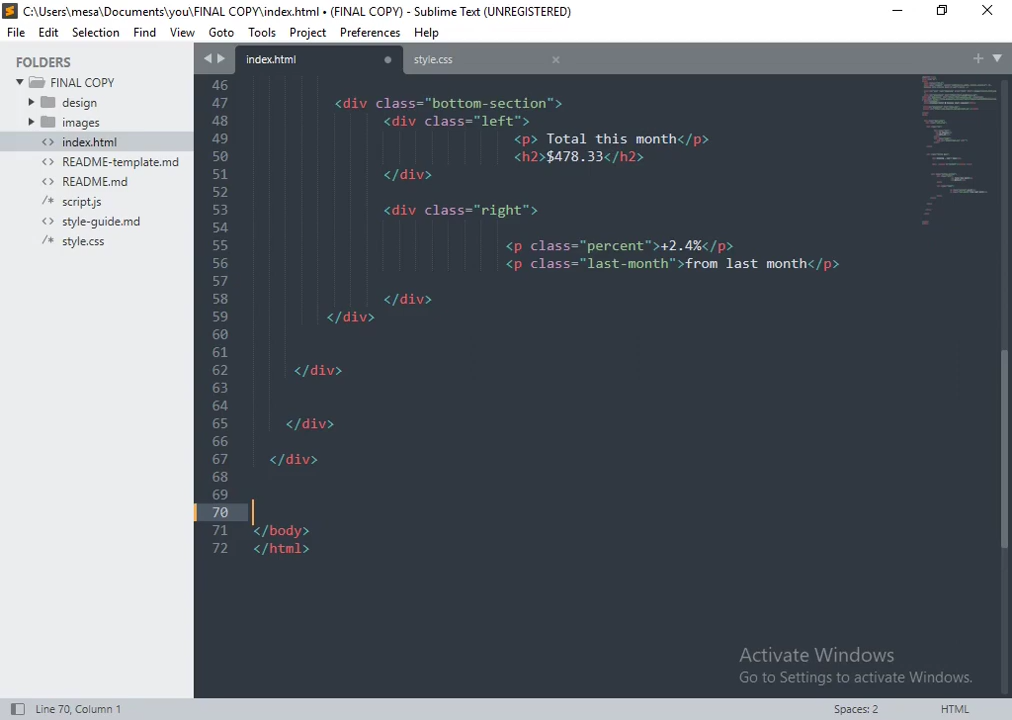 C:\Users\mesa\Documents\you\FINAL COPY\index.html • (FINAL COPY) - Sublime Text (UNREGISTERED)
File Edit Selection Find View Goto Tools Project Preferences Help
FOLDERS
FINAL COPY
design
images
index.html
README-template.md
README.md
script.js
style-guide.md
style.css
index.html style.css
46
47 <div class="bottom-section">
48 <div class="left">
49 <p> Total this month</p>
50 <h2>$478.33</h2>
51 </div>
52
53 <div class="right">
54
55 <p class="percent">+2.4%</p>
56 <p class="last-month">from last month</p>
57
58 </div>
59 </div>
60
61
62 </div>
63
64
65 </div>
66
67 </div>
68
69
70
71 </body>
72 </html>
Activate Windows
Go to Settings to activate Windows.
Line 70, Column 1 Spaces: 2 HTML